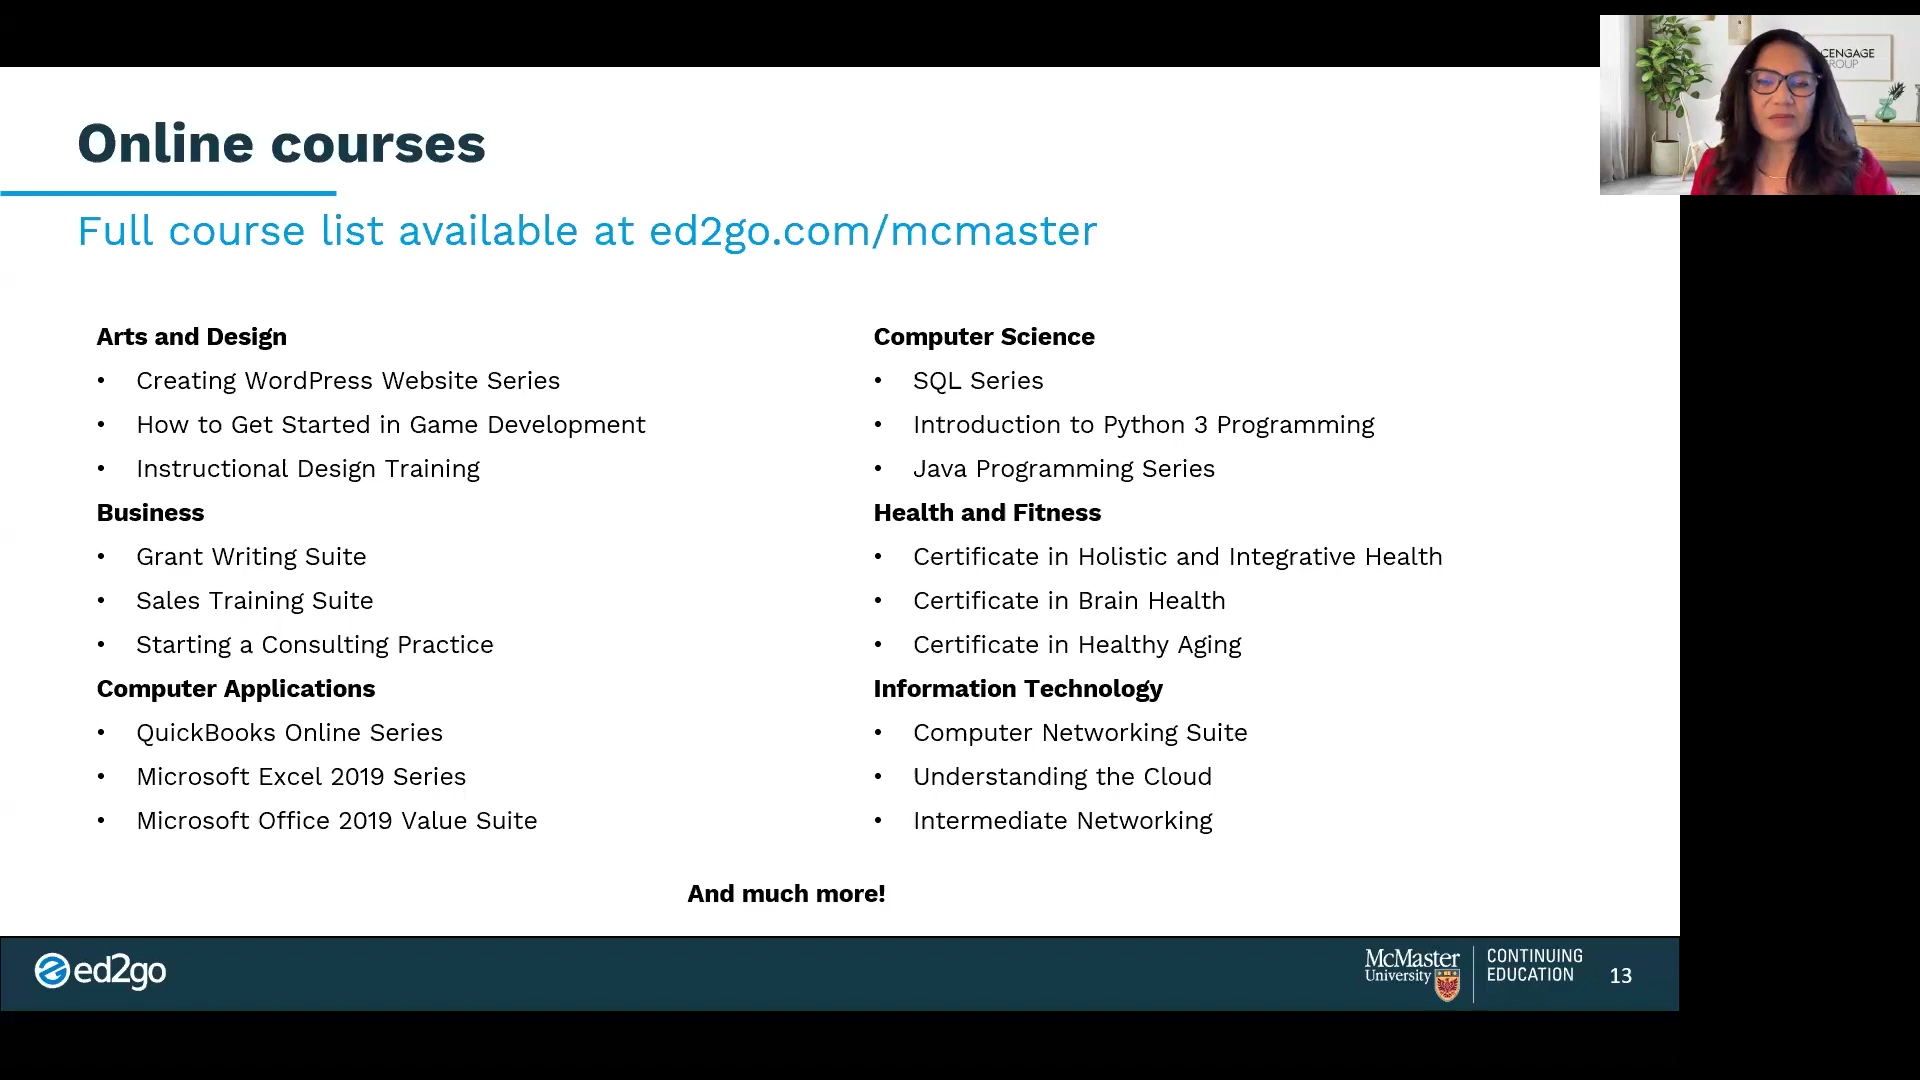 Online courses
Full course list available at ed2go.com/mcmaster
Arts and Design
• Creating WordPress Website Series
• How to Get Started in Game Development
• Instructional Design Training
Business
• Grant Writing Suite
• Sales Training Suite
• Starting a Consulting Practice
Computer Applications
• QuickBooks Online Series
• Microsoft Excel 2019 Series
• Microsoft Office 2019 Value Suite
Computer Science
• SQL Series
• Introduction to Python 3 Programming
• Java Programming Series
Health and Fitness
• Certificate in Holistic and Integrative Health
• Certificate in Brain Health
• Certificate in Healthy Aging
Information Technology
• Computer Networking Suite
• Understanding the Cloud
• Intermediate Networking
And much more!
ed2go
McMaster
University
CONTINUING
EDUCATION
13
CENGAGE
ROUP